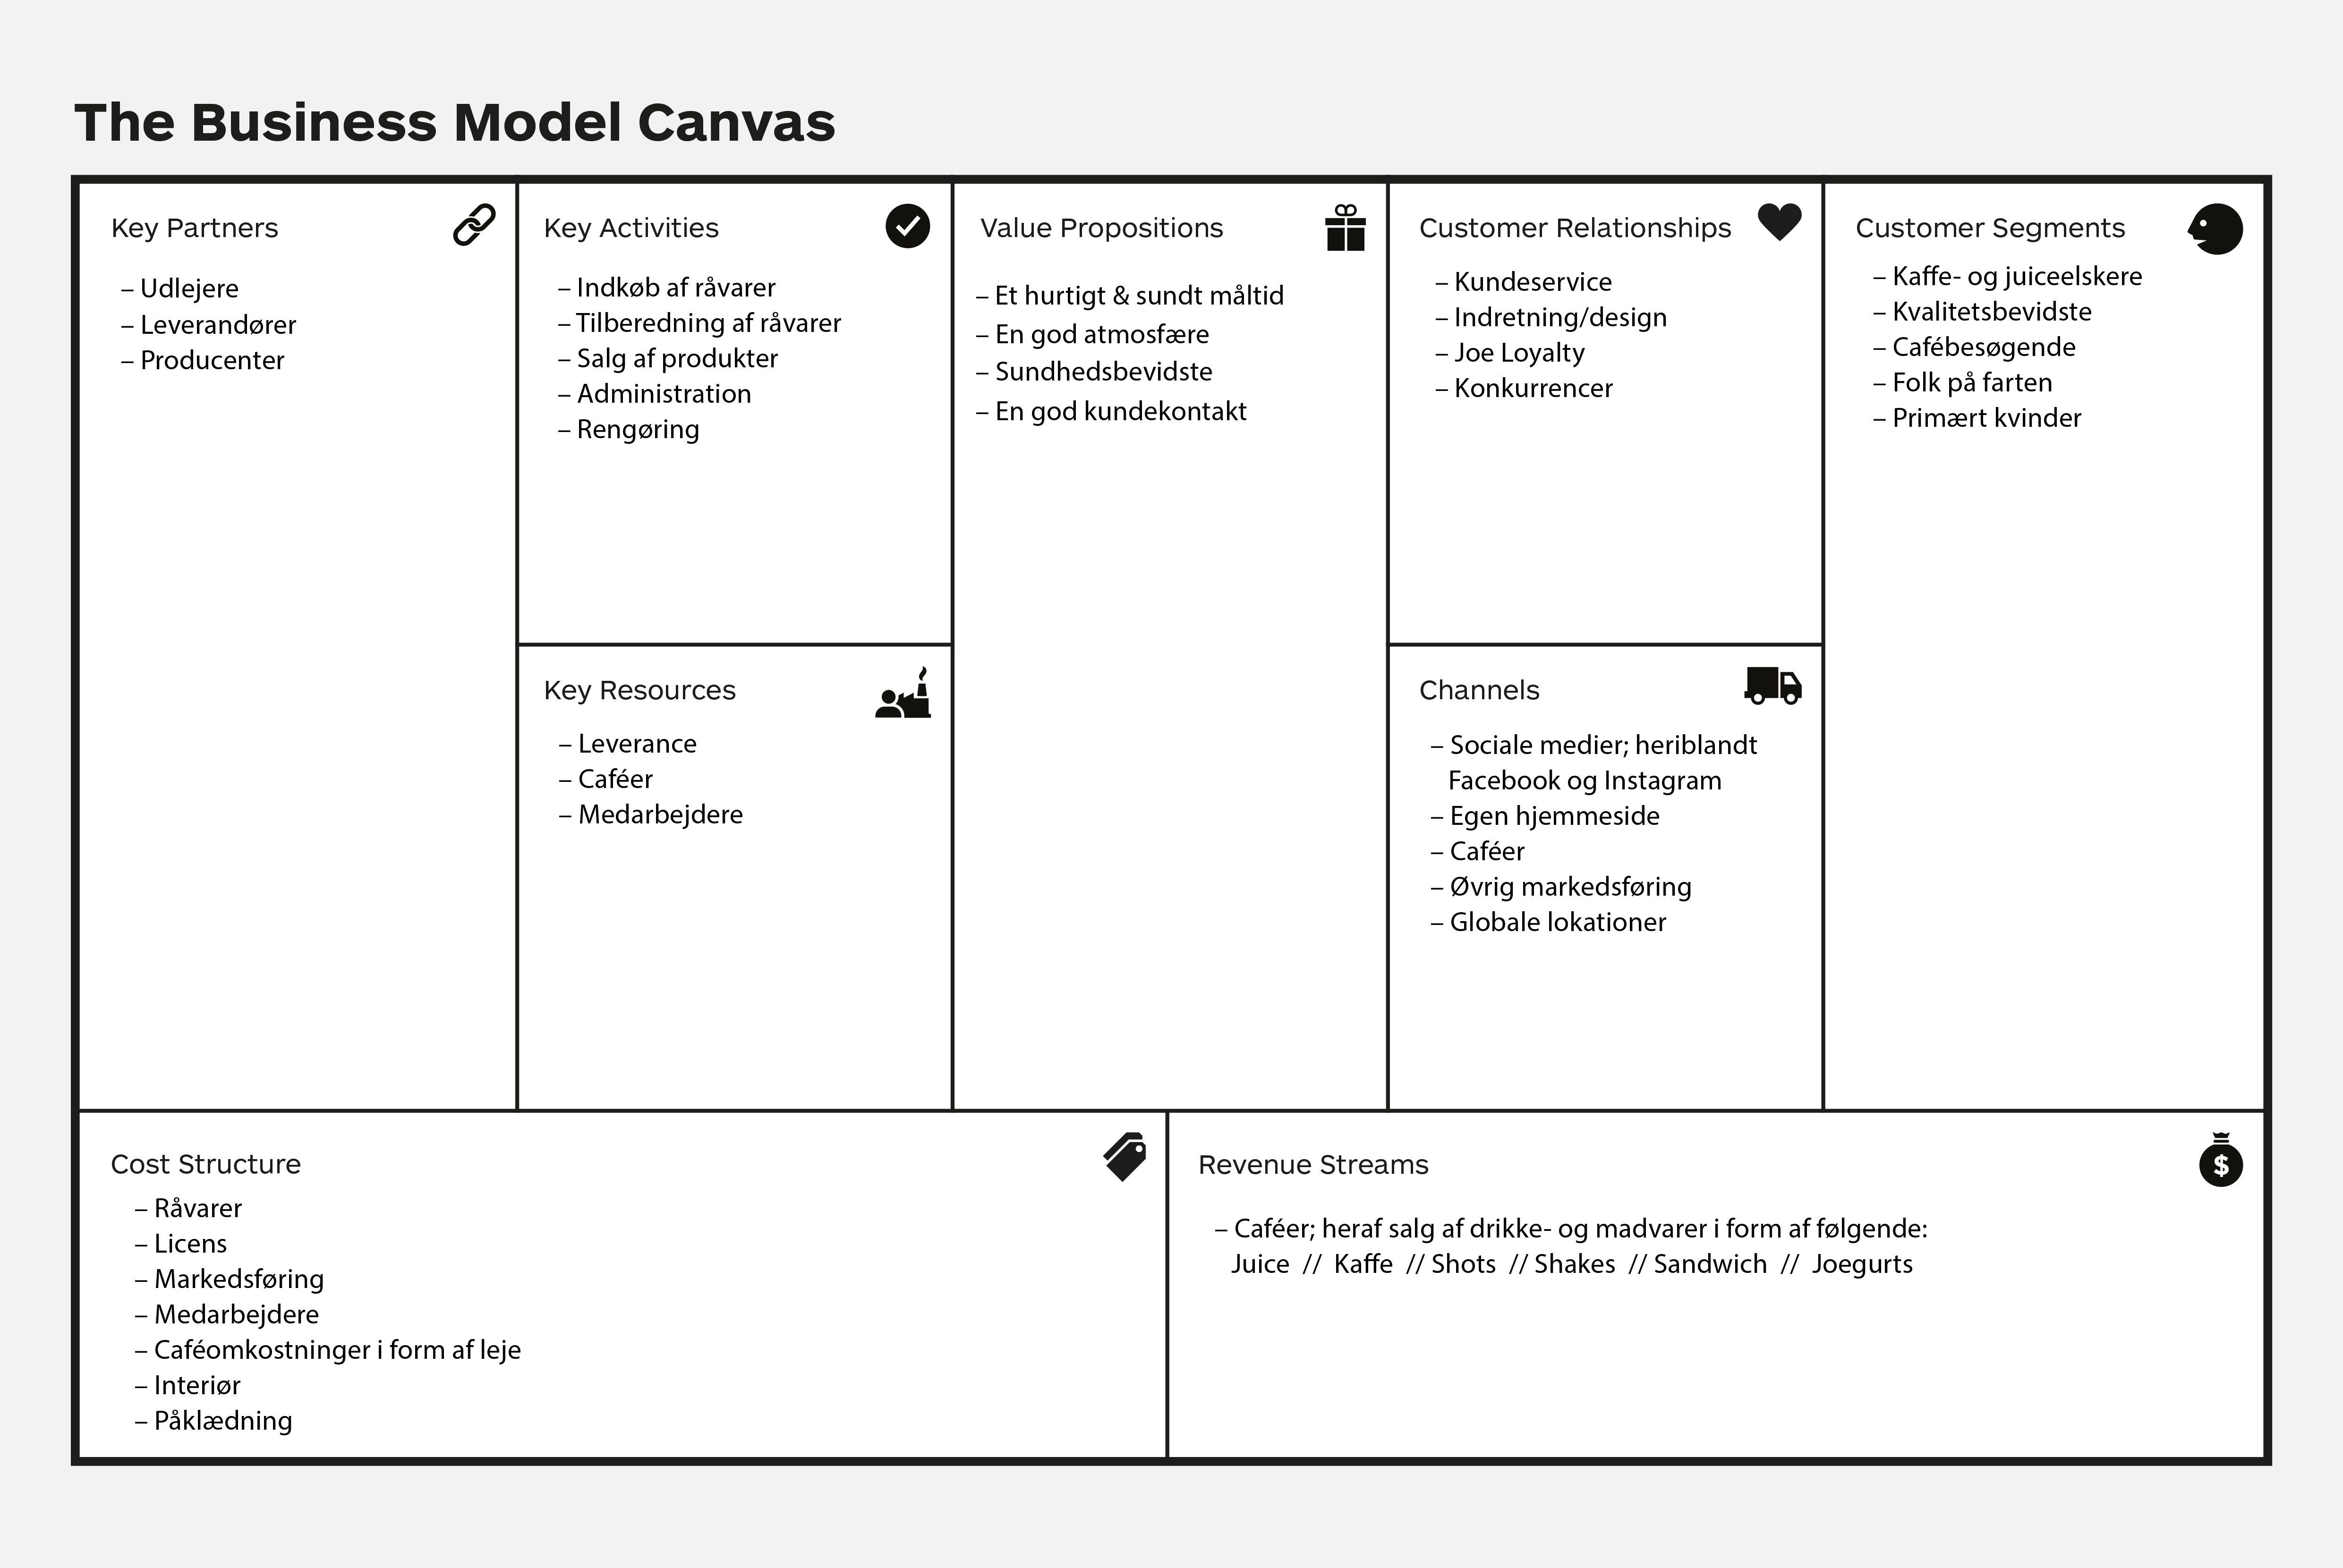 The Business Model Canvas
Key Partners
– Udlejere
– Leverandører
– Producenter
Key Activities
– Indkøb af råvarer
– Tilberedning af råvarer
– Salg af produkter
– Administration
– Rengøring
Key Resources
– Leverance
– Caféer
– Medarbejdere
Value Propositions
– Et hurtigt & sundt måltid
– En god atmosfære
– Sundhedsbevidste
– En god kundekontakt
Customer Relationships
– Kundeservice
– Indretning/design
– Joe Loyalty
– Konkurrencer
Channels
– Sociale medier; heriblandt
Facebook og Instagram
– Egen hjemmeside
– Caféer
– Øvrig markedsføring
– Globale lokationer
Customer Segments
– Kaffe- og juiceelskere
– Kvalitetsbevidste
– Cafébesøgende
– Folk på farten
– Primært kvinder
Cost Structure
– Råvarer
– Licens
– Markedsføring
– Medarbejdere
– Caféomkostninger i form af leje
– Interiør
– Påklædning
Revenue Streams
$
– Caféer; heraf salg af drikke- og madvarer i form af følgende:
Juice // Kaffe // Shots // Shakes // Sandwich // Joegurts